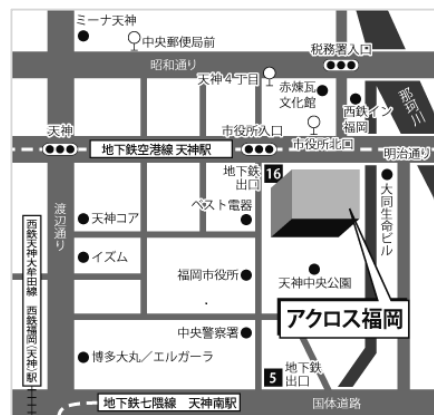 ミーナ天神
中央郵便局前
昭和通り
税務署入口
天神4丁目
赤煉瓦
文化館
西鉄イン
福岡
那珂川
天神
市役所入口
市役所北口
地下鉄空港線 天神駅
明治通り
地下鉄
出口
16
ベスト電器
大同生命ビル
渡辺通り
天神コア
イズム
福岡市役所
天神中央公園
アクロス福岡
西鉄天神大牟田線 西鉄福岡(天神)駅
中央警察署
博多大丸/エルガーラ
5
地下鉄
出口
地下鉄七隈線 天神南駅
国体道路